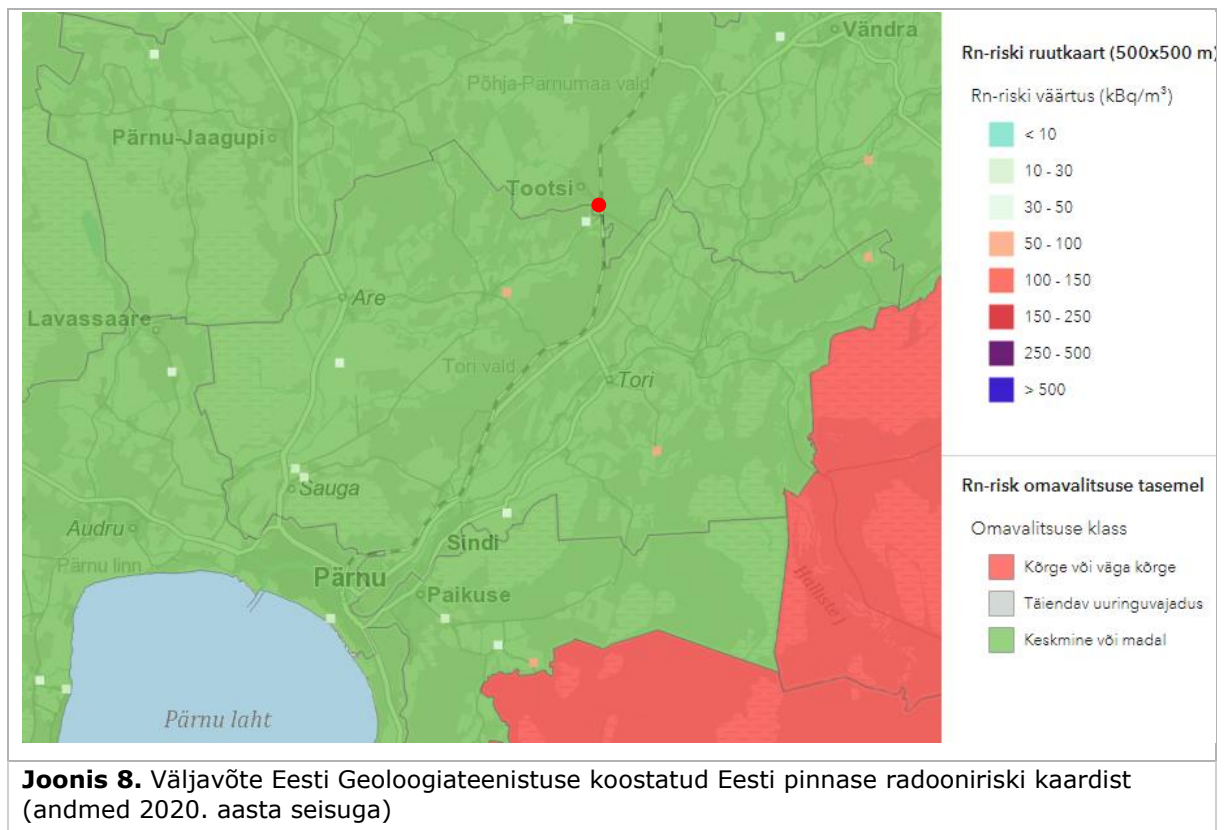 Vändra
Põhja-Pärnumaa vald
Pärnu-Jaagupi
Tootsi
Are
Lavassaare
Tori vald
Tori
Sauga
Audru
Sindi
Pärnu linn
Pärnu
Paikuse
Halliste j
Pärnu laht
Rn-riski ruutkaart (500x500 m)
Rn-riski väärtus (kBq/m³)
< 10
10 - 30
30 - 50
50 - 100
100 - 150
150 - 250
250 - 500
> 500
Rn-risk omavalitsuse tasemel
Omavalitsuse klass
Kõrge või väga kõrge
Täiendav uuringuvajadus
Keskmine või madal
Joonis 8. Väljavõte Eesti Geoloogiateenistuse koostatud Eesti pinnase radooniriski kaardist
(andmed 2020. aasta seisuga)